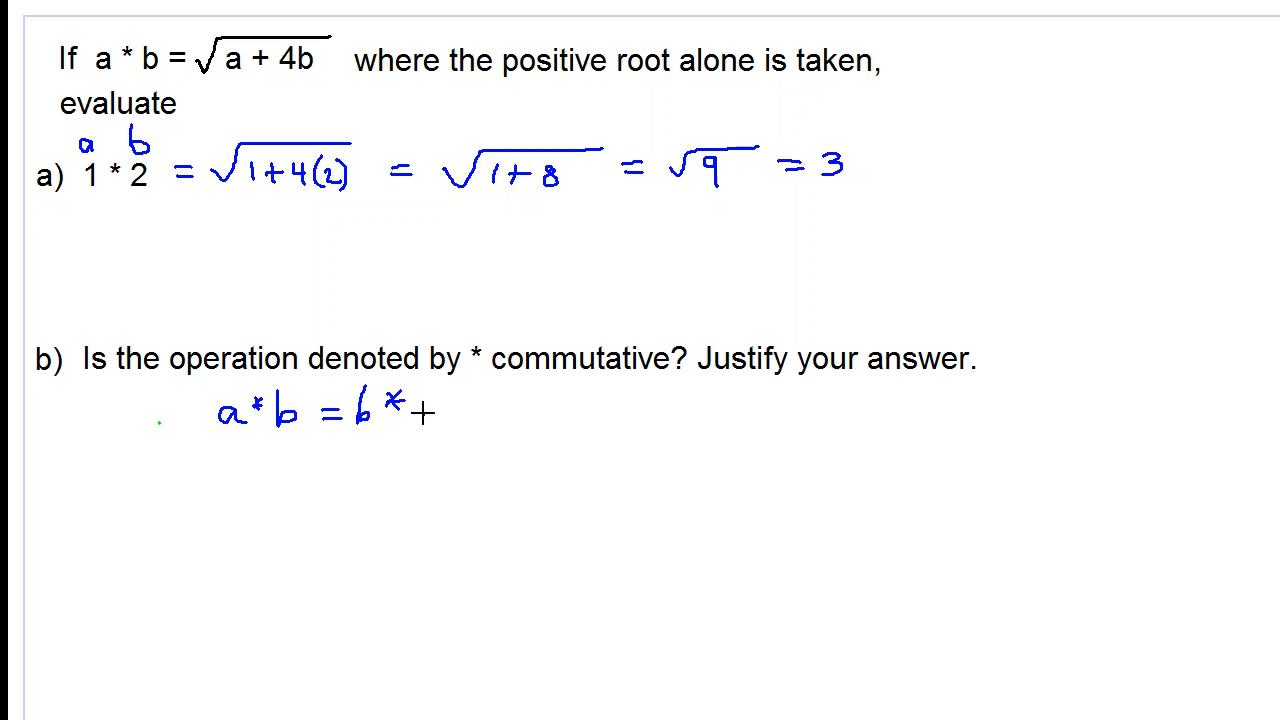 If a * b = √a + 4b where the positive root alone is taken,
evaluate
a b
a) 1 * 2 = √1+4(2) = √1+8 = √9 = 3
b) Is the operation denoted by * commutative? Justify your answer.
a * b = b *